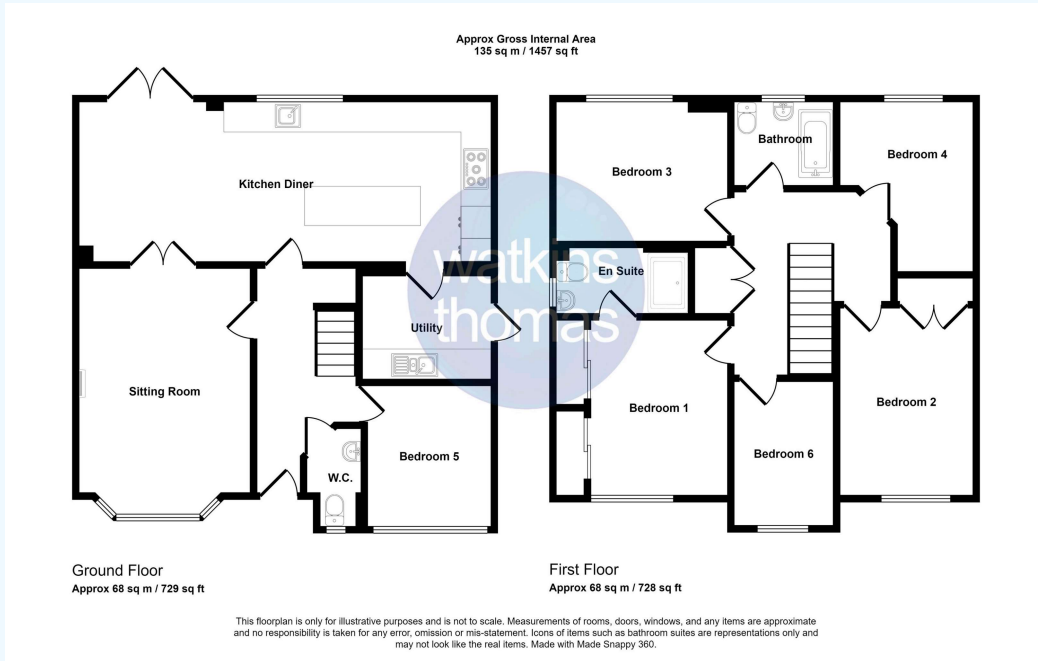 Approx Gross Internal Area
135 sq m / 1457 sq ft
Kitchen Diner
Sitting Room
Utility
W.C.
Bedroom 5
Bedroom 3
Bathroom
Bedroom 4
En Suite
Bedroom 1
Bedroom 6
Bedroom 2
watkins
thomas
Ground Floor
Approx 68 sq m / 729 sq ft
First Floor
Approx 68 sq m / 728 sq ft
This floorplan is only for illustrative purposes and is not to scale. Measurements of rooms, doors, windows, and any items are approximate
and no responsibility is taken for any error, omission or mis-statement. Icons of items such as bathroom suites are representations only and
may not look like the real items. Made with Made Snappy 360.